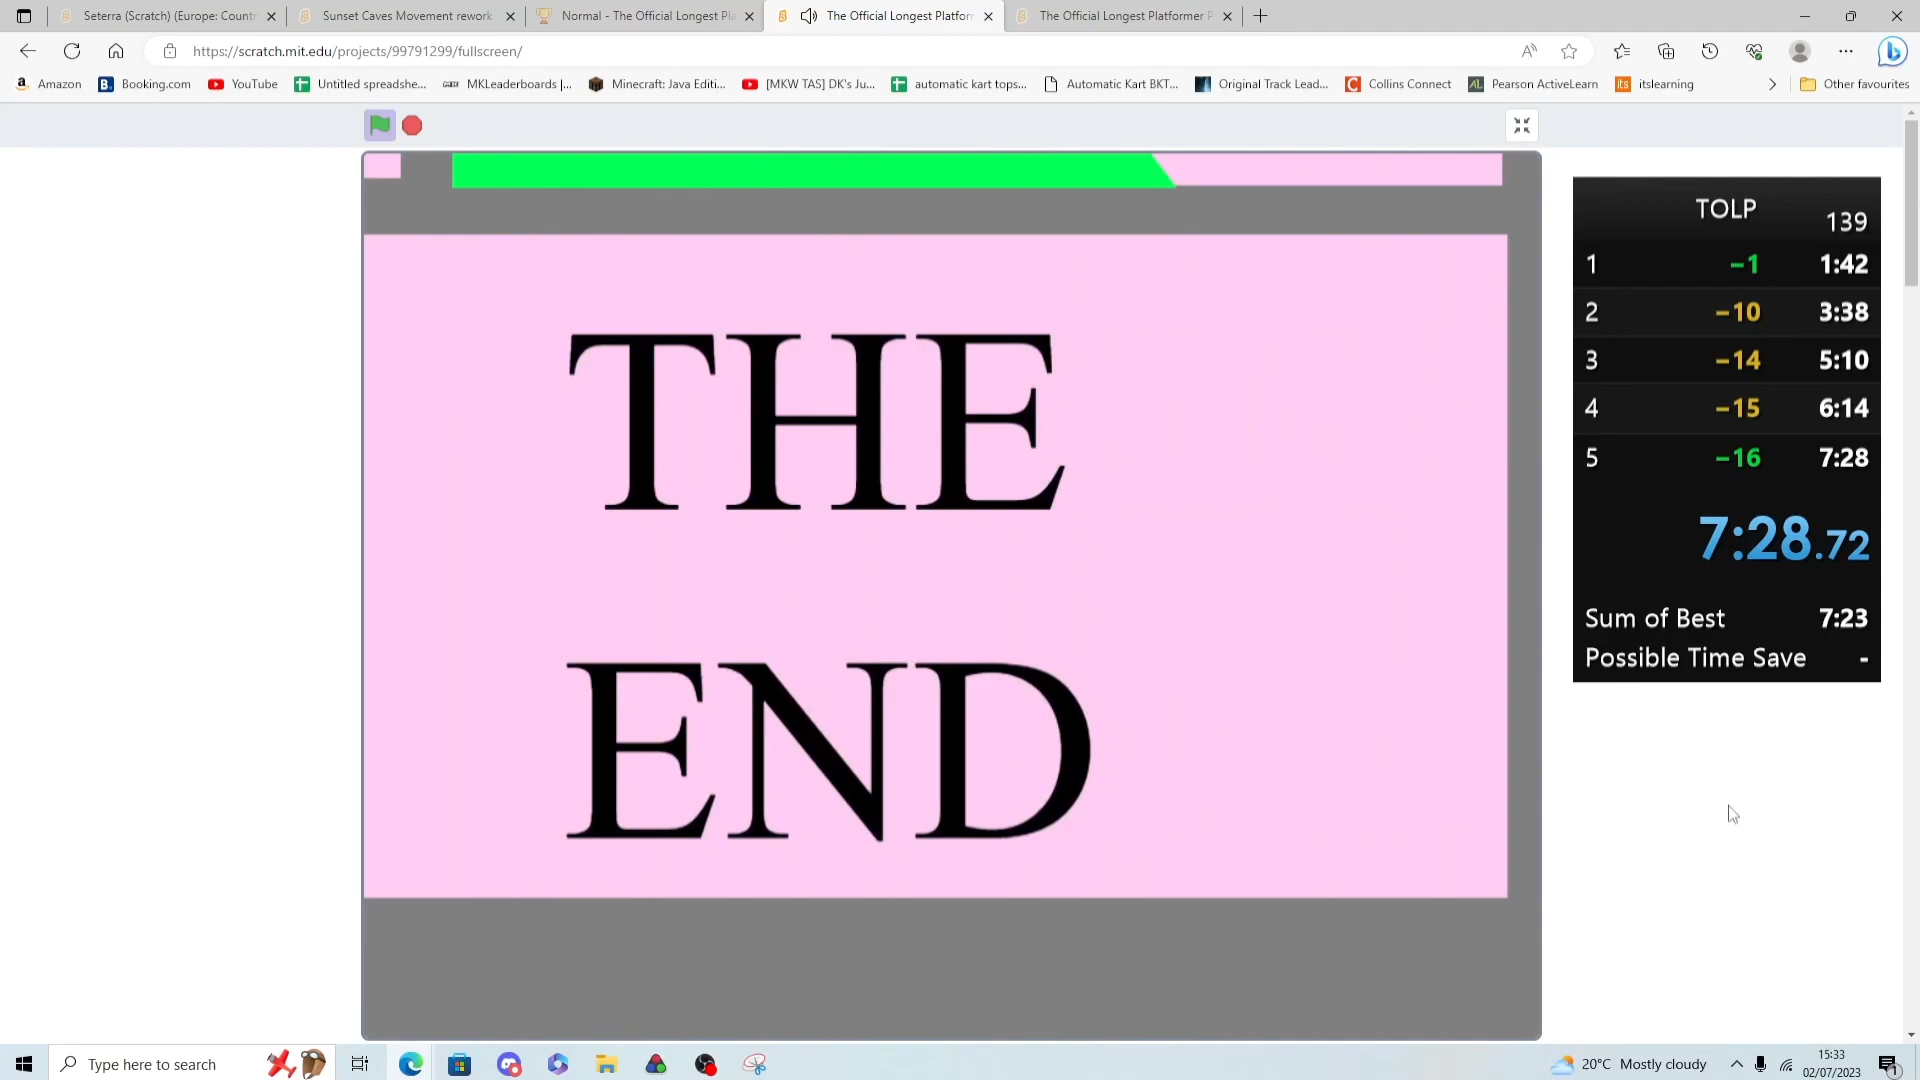 Seterra (Scratch) (Europe: Countr
Sunset Caves Movement rework
Normal - The Official Longest Pla
The Official Longest Platfor
The Official Longest Platformer P
https://scratch.mit.edu/projects/99791299/fullscreen/
Amazon
Booking.com
YouTube
Untitled spreadshe...
MKLeaderboards |...
Minecraft: Java Editi...
[MKW TAS] DK's Ju...
automatic kart tops...
Automatic Kart BKT...
Original Track Lead...
Collins Connect
Pearson ActiveLearn
itslearning
Other favourites
THE
END
TOLP
139
1 −1 1:42
2 −10 3:38
3 −14 5:10
4 −15 6:14
5 −16 7:28
7:28.72
Sum of Best 7:23
Possible Time Save -
Type here to search
20°C Mostly cloudy
15:33
02/07/2023
1